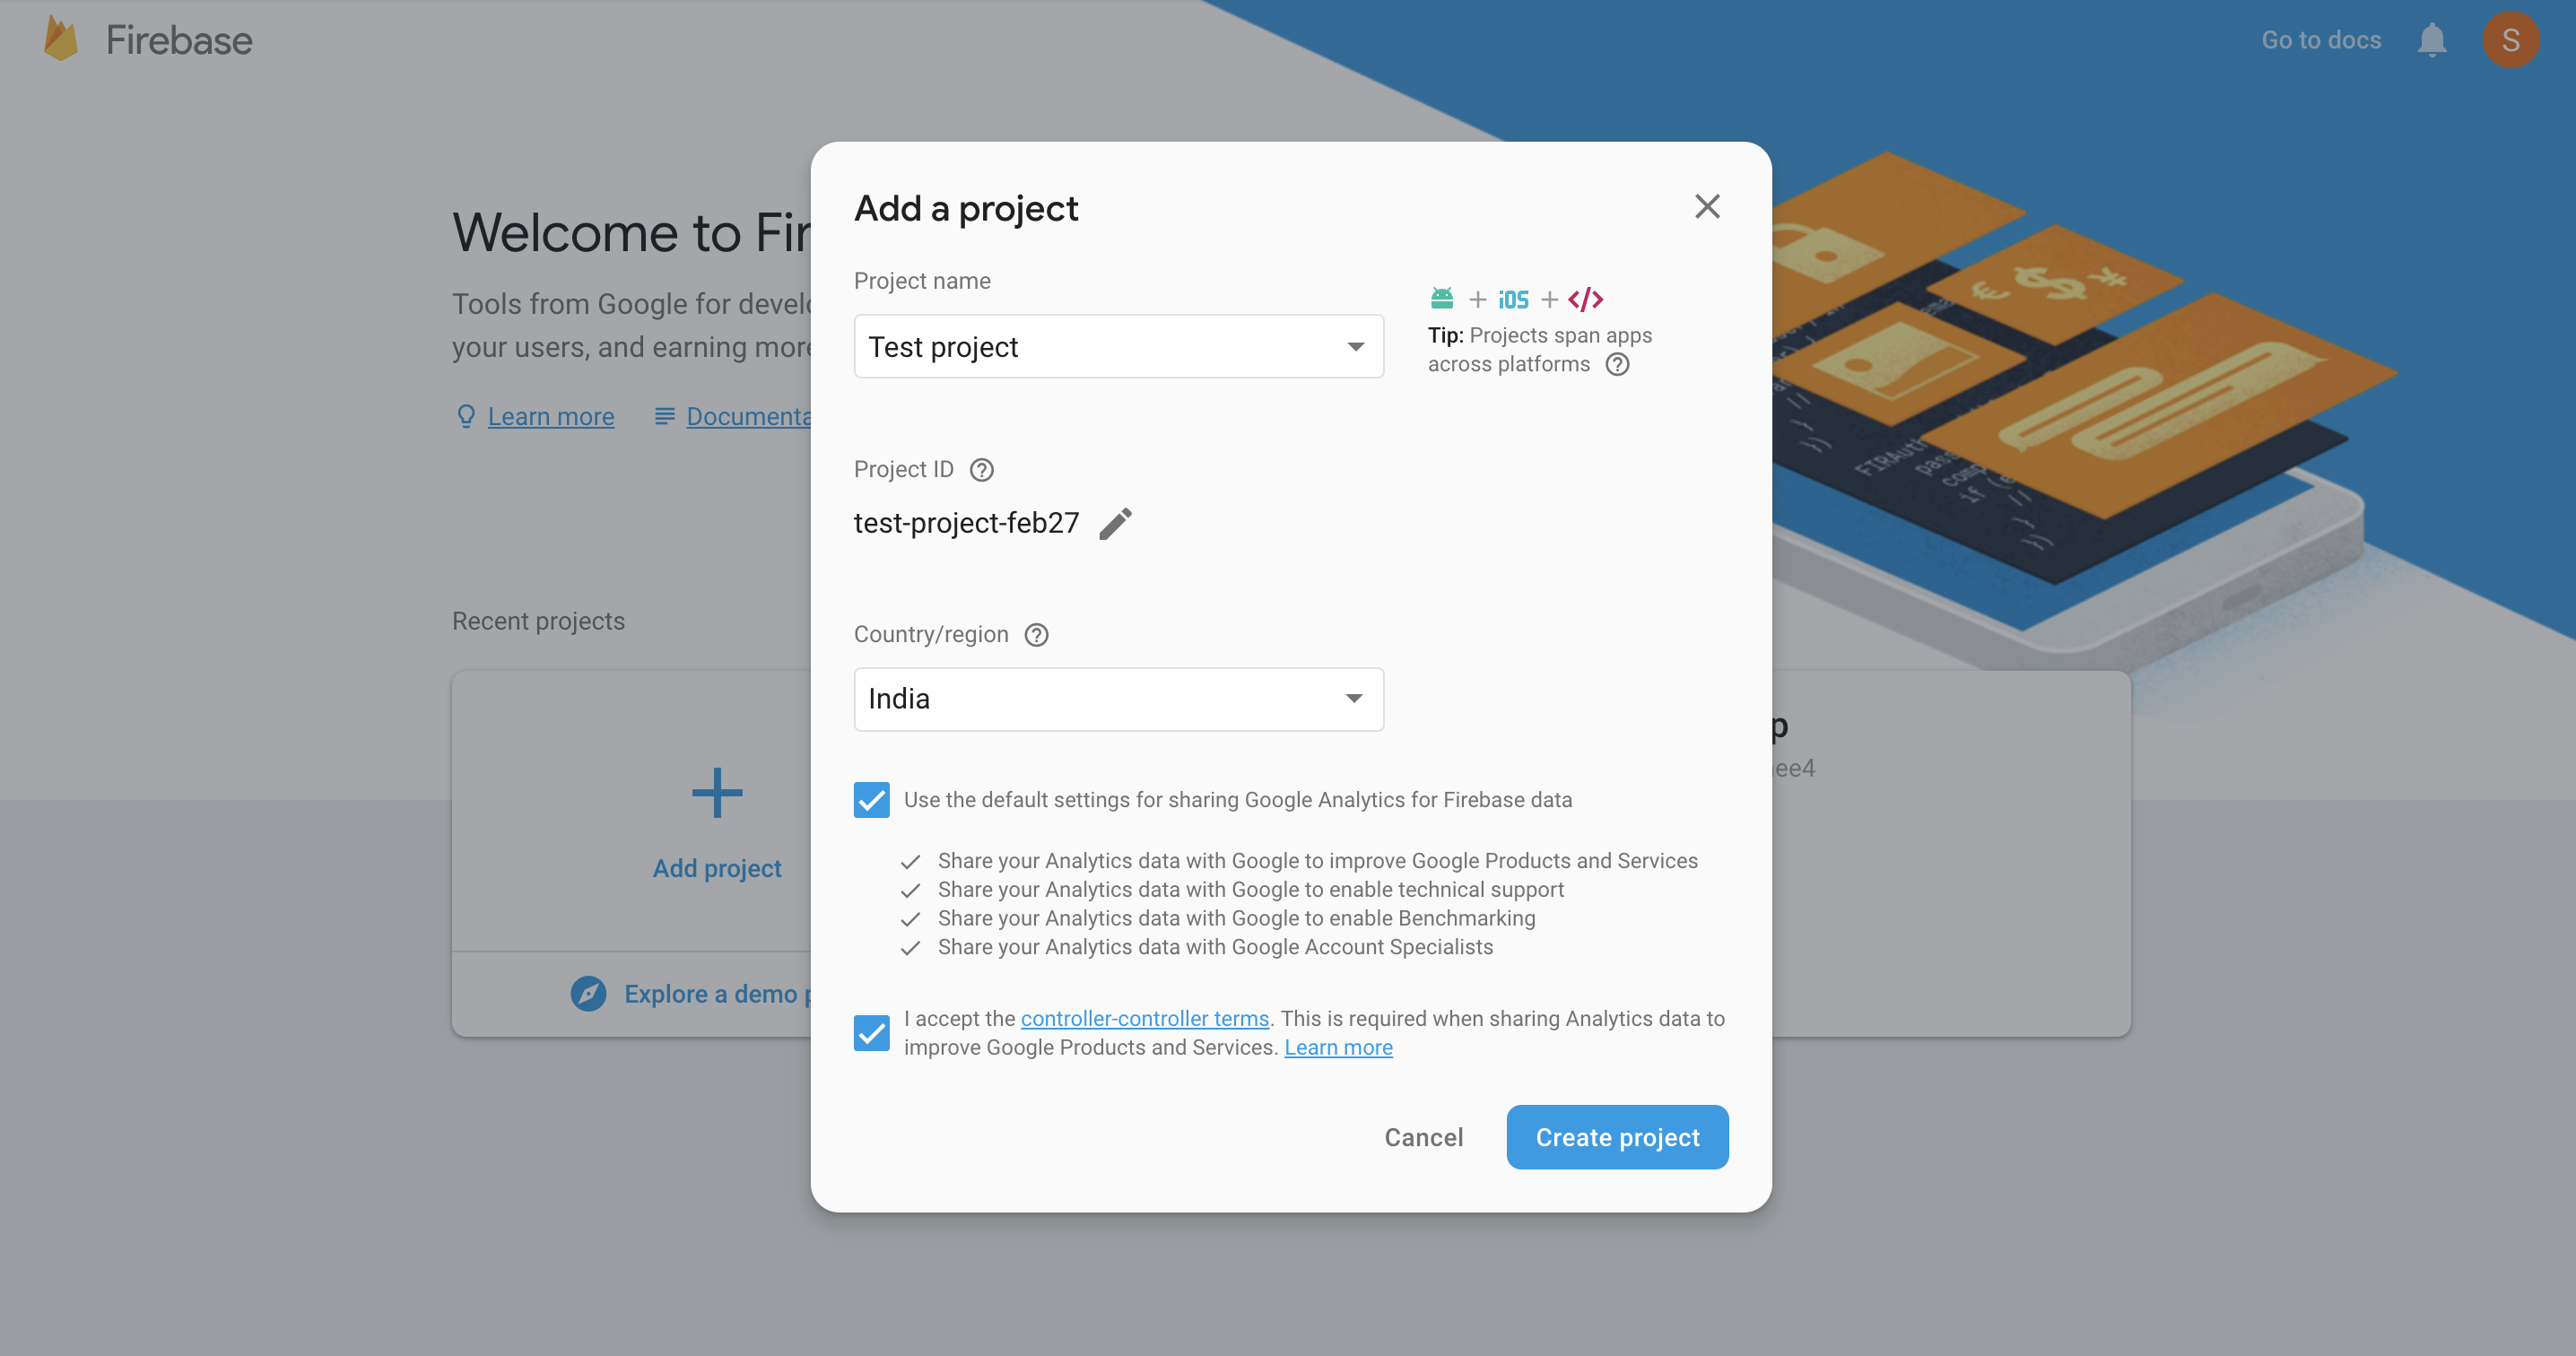 Firebase
Go to docs
S
Welcome to Fir
Tools from Google for develo
your users, and earning more
Learn more
Documenta
Recent projects
Add project
Explore a demo p
Add a project
Project name
Test project
+ iOS + </>
Tip: Projects span apps
across platforms
Project ID
test-project-feb27
Country/region
India
Use the default settings for sharing Google Analytics for Firebase data
Share your Analytics data with Google to improve Google Products and Services
Share your Analytics data with Google to enable technical support
Share your Analytics data with Google to enable Benchmarking
Share your Analytics data with Google Account Specialists
I accept the controller-controller terms. This is required when sharing Analytics data to
improve Google Products and Services. Learn more
Cancel
Create project
p
ee4
FIRAuth
pass
comp
if (e